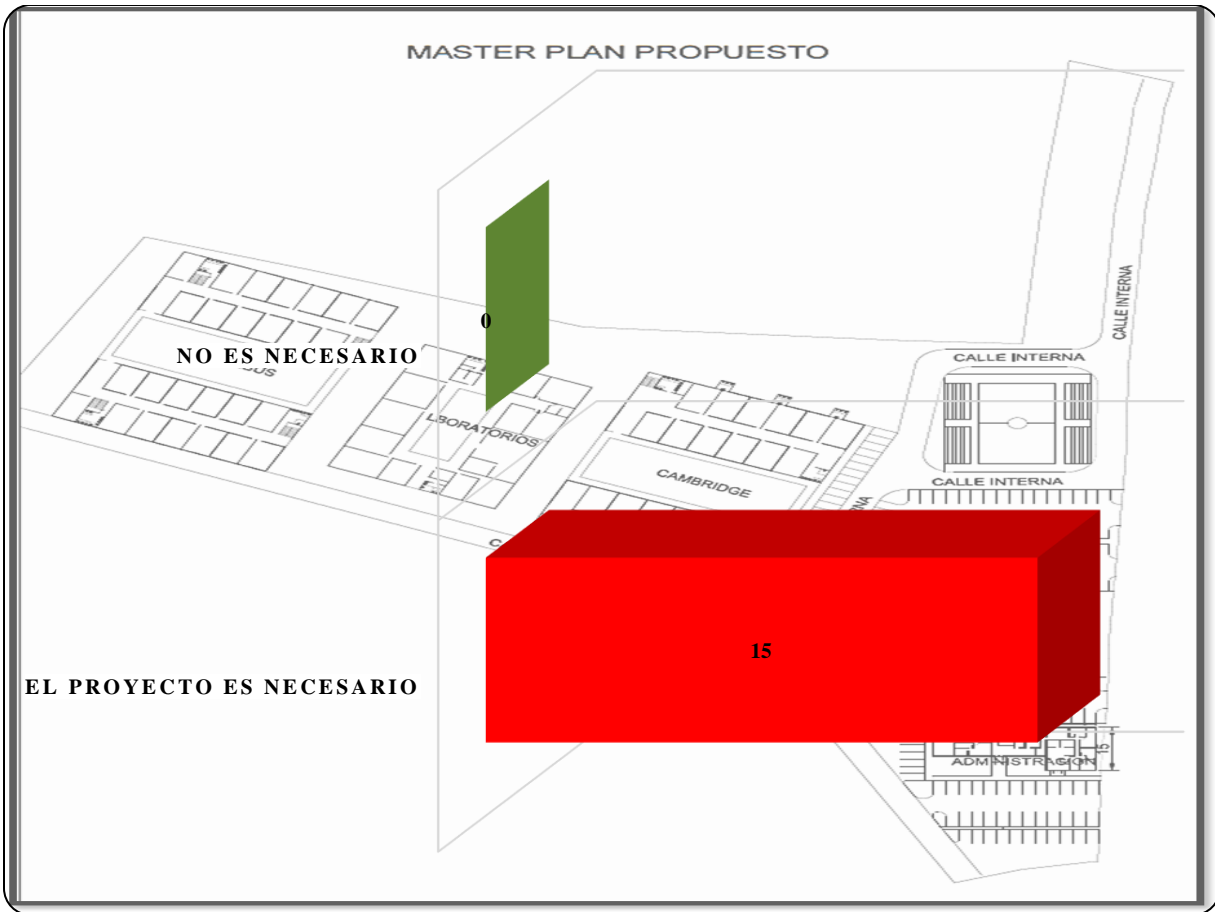 MASTER PLAN PROPUESTO
CALLE INTERNA
0
NO ES NECESARIO
CALLE INTERNA
LBORATORIOS
CAMBRIDGE
CALLE INTERNA
15
EL PROYECTO ES NECESARIO
15
ADMINISTRACION